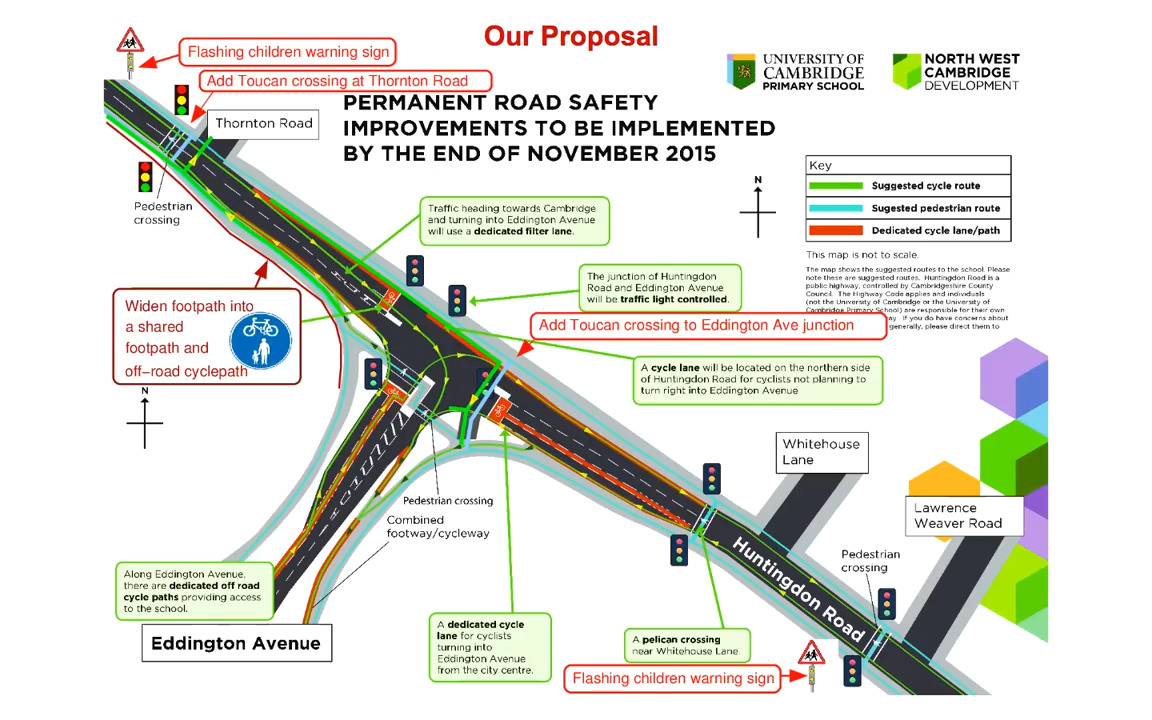 Our Proposal
Flashing children warning sign
Add Toucan crossing at Thornton Road
UNIVERSITY OF
CAMBRIDGE
PRIMARY SCHOOL
NORTH WEST
CAMBRIDGE
DEVELOPMENT
PERMANENT ROAD SAFETY
IMPROVEMENTS TO BE IMPLEMENTED
BY THE END OF NOVEMBER 2015
Thornton Road
Pedestrian
crossing
Key
Suggested cycle route
Sugested pedestrian route
Dedicated cycle lane/path
N
This map is not to scale.
The map shows the suggested routes to the school. Please
note these are suggested routes. Huntingdon Road is a
public highway, controlled by Cambridgeshire County
Council. The Highway Code applies and individuals
(not the University of Cambridge or the University of
Cambridge Primary School) are responsible for their own
If you do have concerns about
generally, please direct them to
Traffic heading towards Cambridge
and turning into Eddington Avenue
will use a dedicated filter lane.
The junction of Huntingdon
Road and Eddington Avenue
will be traffic light controlled.
Add Toucan crossing to Eddington Ave junction
Widen footpath into
a shared
footpath and
off-road cyclepath
A cycle lane will be located on the northern side
of Huntingdon Road for cyclists not planning to
turn right into Eddington Avenue
N
Whitehouse
Lane
Lawrence
Weaver Road
Pedestrian crossing
Combined
footway/cycleway
Pedestrian
crossing
Huntingdon Road
Along Eddington Avenue,
there are dedicated off road
cycle paths providing access
to the school.
Eddington Avenue
A dedicated cycle
lane for cyclists
turning into
Eddington Avenue
from the city centre.
A pelican crossing
near Whitehouse Lane.
Flashing children warning sign